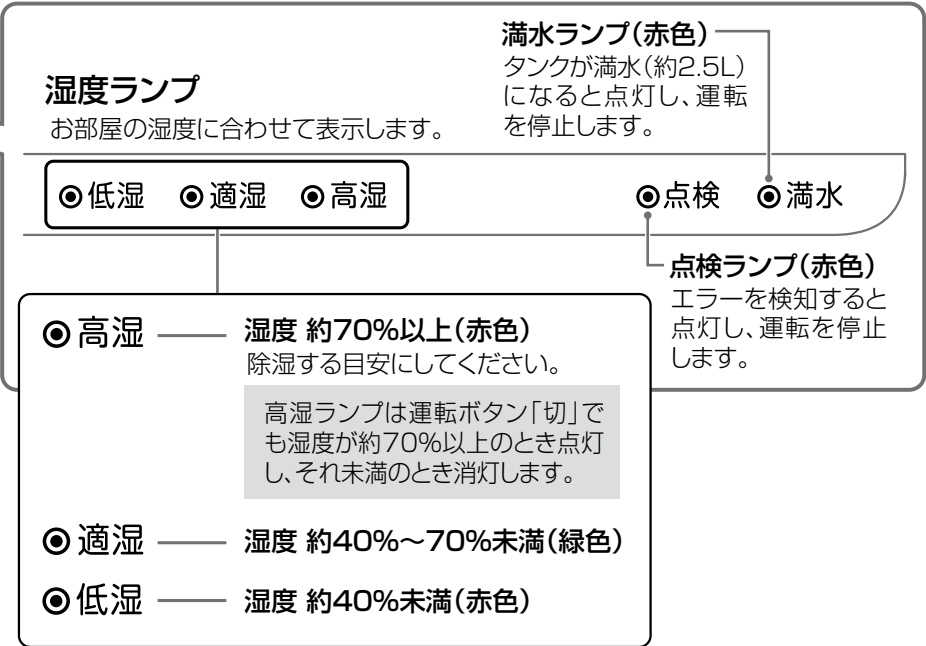 湿度ランプ
お部屋の湿度に合わせて表示します。
満水ランプ(赤色)
タンクが満水(約2.5L)
になると点灯し、運転
を停止します。
◉低湿 ◉適湿 ◉高湿
◉点検 ◉満水
点検ランプ(赤色)
エラーを検知すると
点灯し、運転を停止
します。
◉高湿 湿度 約70%以上(赤色)
除湿する目安にしてください。
高湿ランプは運転ボタン「切」で
も湿度が約70%以上のとき点灯
し、それ未満のとき消灯します。
◉適湿 湿度 約40%〜70%未満(緑色)
◉低湿 湿度 約40%未満(赤色)